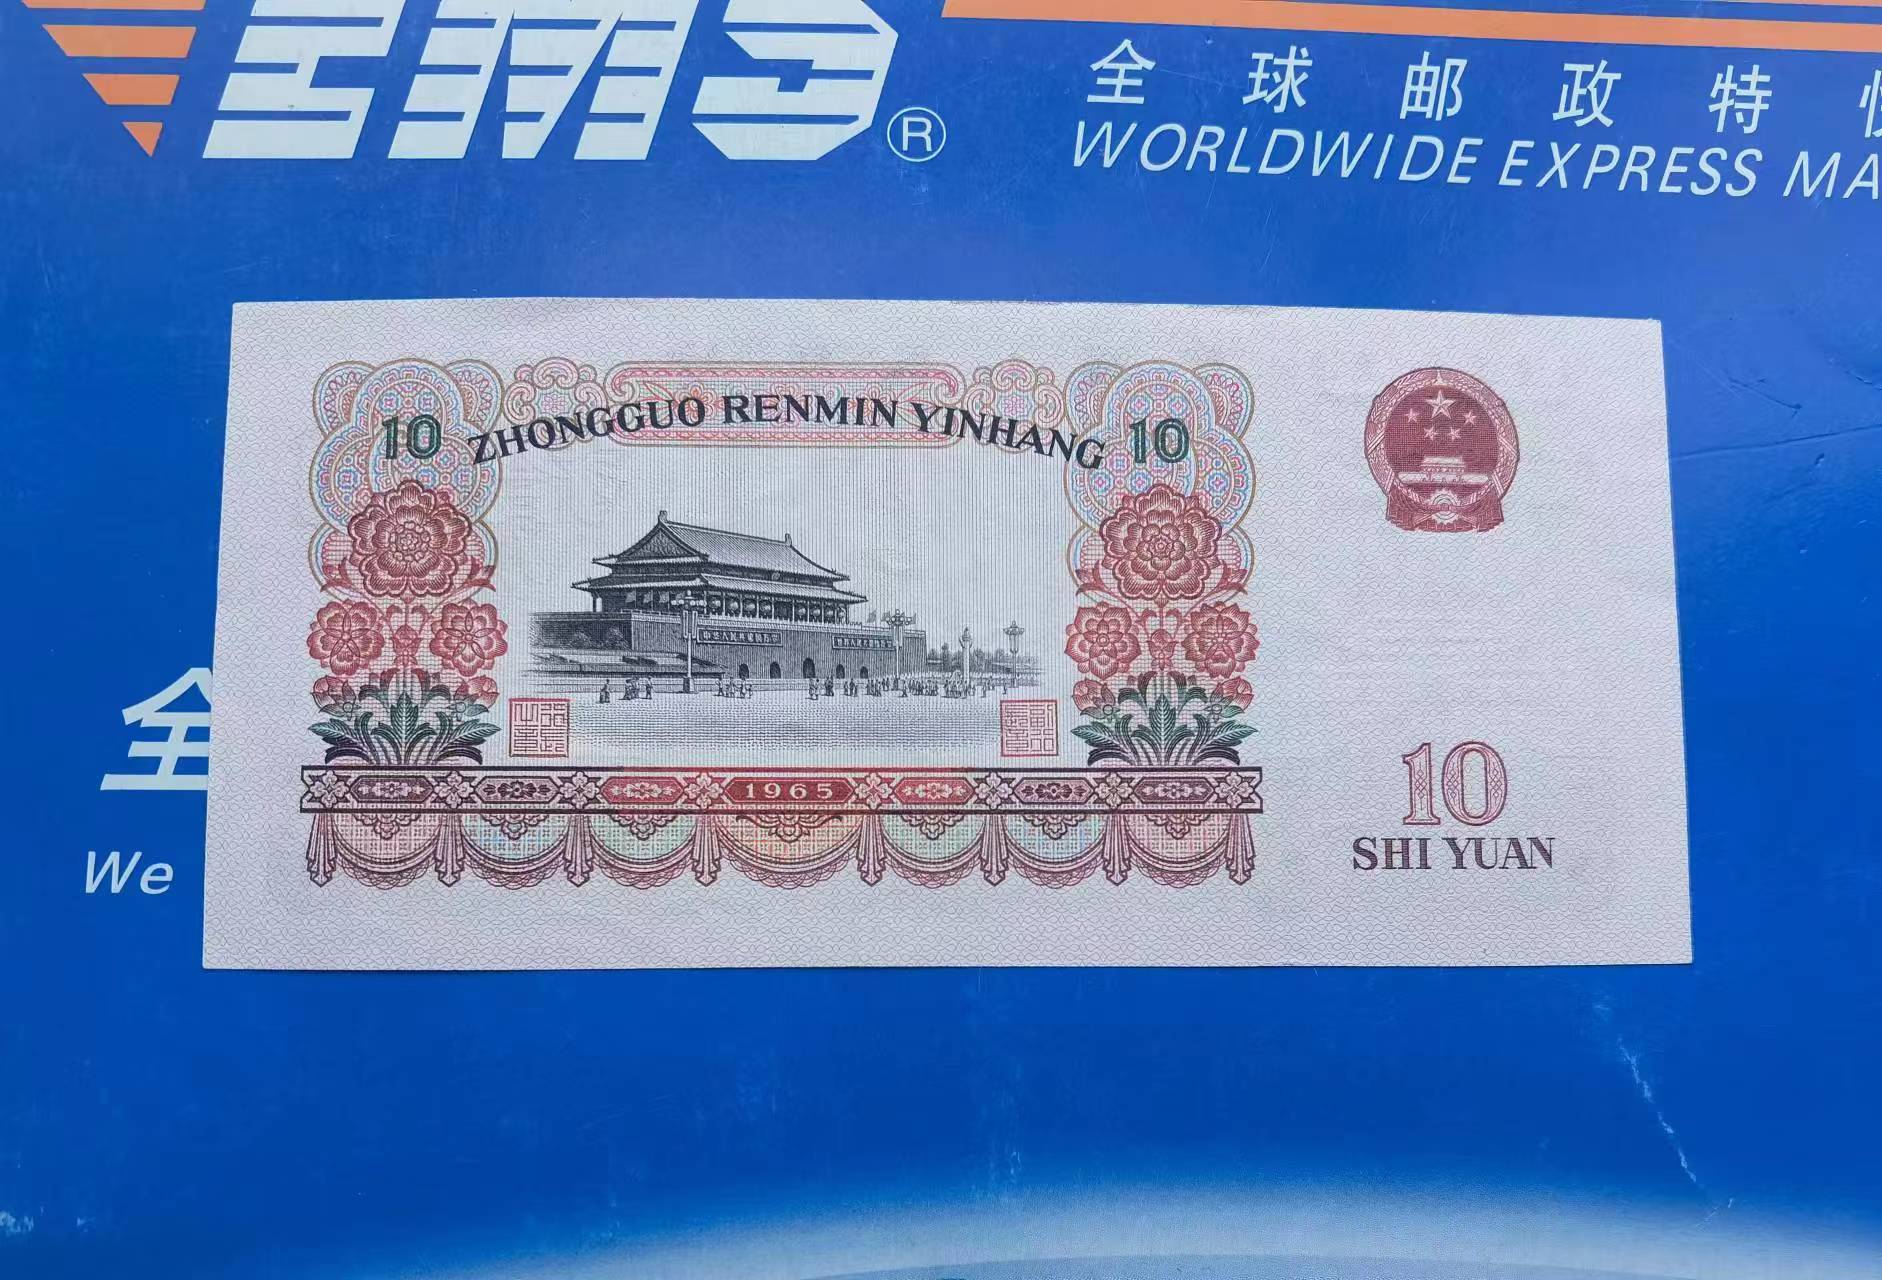 EMS®
全球邮政特
WORLDWIDE EXPRESS MA
10 ZHONGGUO RENMIN YINHANG 10
1965
10
SHI YUAN
全
We